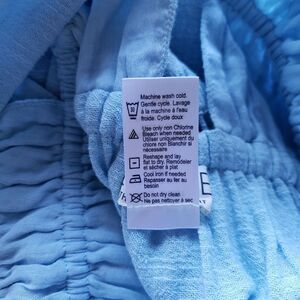 Machine wash cold.
Gentle cycle. Lavage
à la machine à l'eau
froide. Cycle doux
Use only non Chlorine
Bleach when needed
Utiliser uniquement du
chlore non Blanchir si
nécessaire
Reshape and lay
flat to dry. Remodeler
et sécher à plat
Cool iron if needed
Repasser au fer au
besoin
Do not dry clean
Ne pas nettoyer à sec